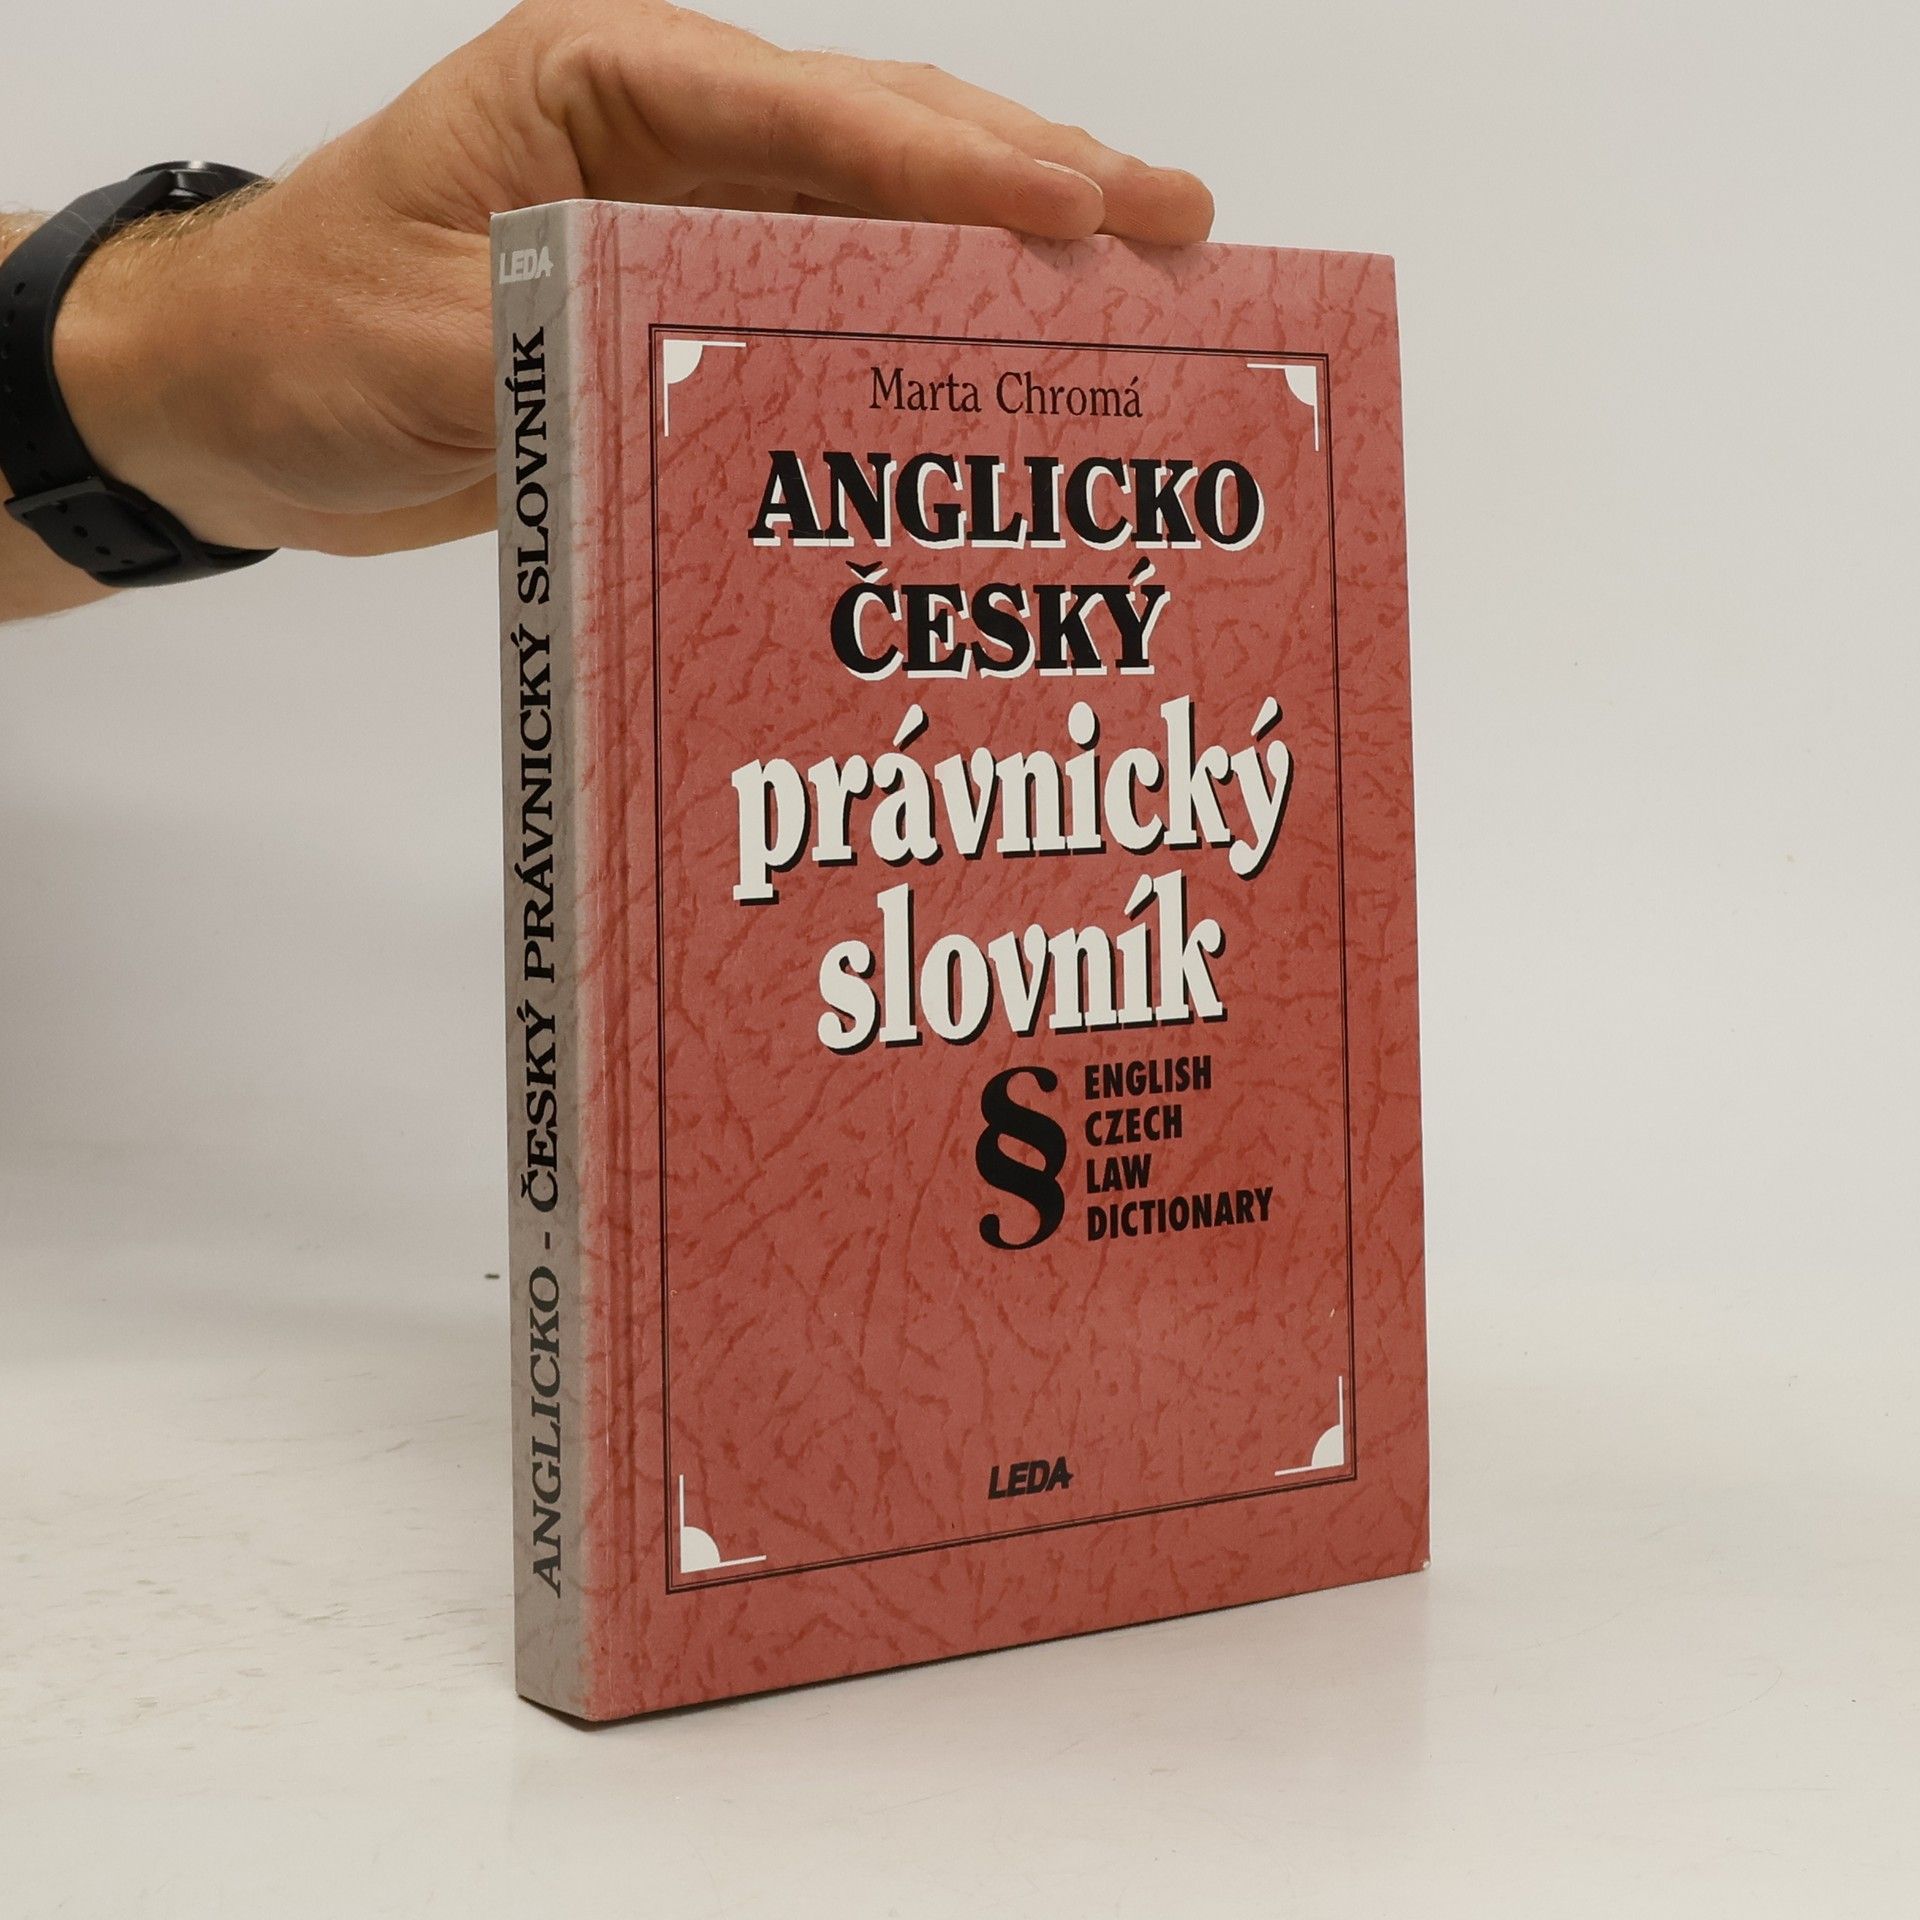 LEDA
ANGLICKO - ČESKÝ PRÁVNICKÝ SLOVNÍK
Marta Chromá
ANGLICKO
ČESKÝ
právnický
slovník
§
ENGLISH
CZECH
LAW
DICTIONARY
LEDA